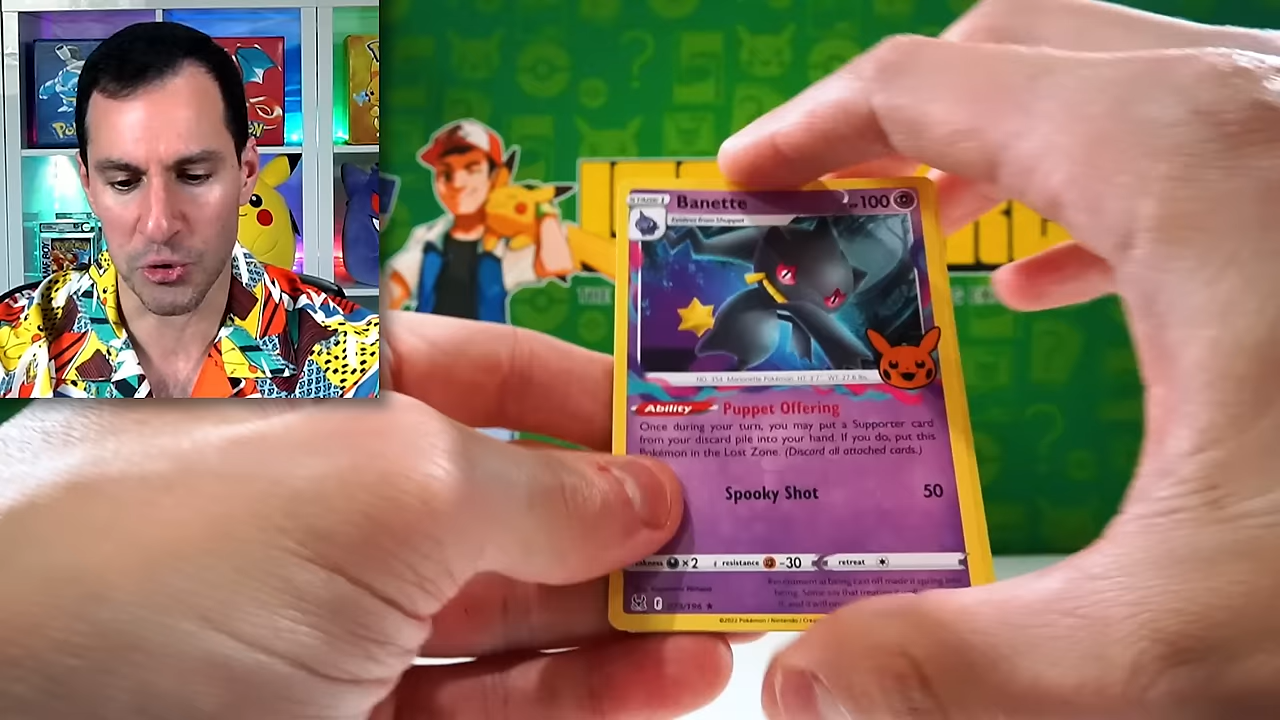 Banette
100
Evolves from Shuppet
NO. 354 Marionette Pokémon HT: 3'7" WT: 27.6 lbs.
Ability Puppet Offering
Once during your turn, you may put a Supporter card
from your discard pile into your hand. If you do, put this
Pokémon in the Lost Zone. (Discard all attached cards.)
Spooky Shot 50
×2 resistance -30 retreat
©2022 Pokémon / Nintendo /
THE